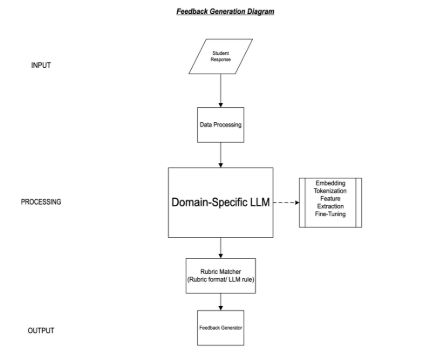 Feedback Generation Diagram
INPUT
Student
Response
Data Processing
PROCESSING
Domain-Specific LLM
Embedding
Tokenization
Feature
Extraction
Fine-Tuning
Rubric Matcher
(Rubric format/ LLM rule)
OUTPUT
Feedback Generator